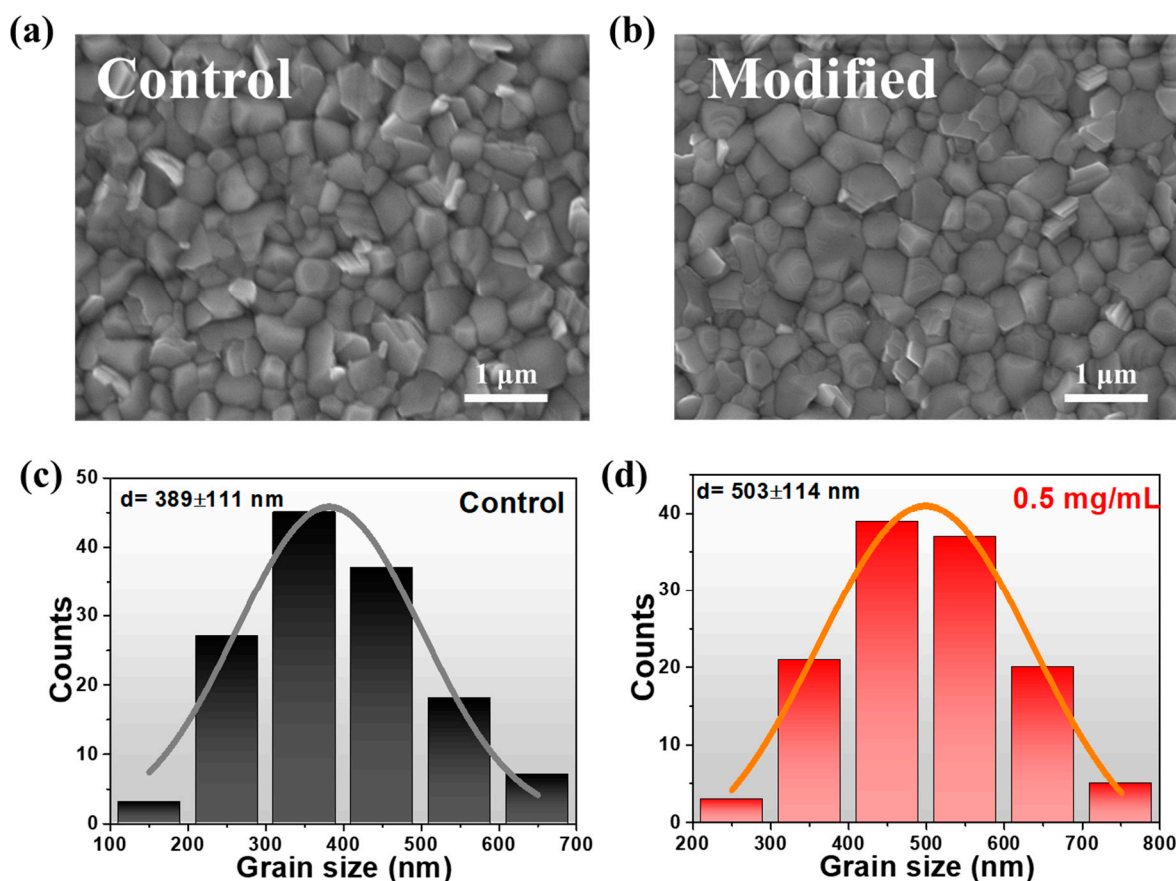 (a)
Control
1 μm
(b)
Modified
1 μm
(c)
d= 389±111 nm
Control
Counts
50
40
30
20
10
0
100 200 300 400 500 600 700
Grain size (nm)
(d)
d= 503±114 nm
0.5 mg/mL
Counts
40
30
20
10
0
200 300 400 500 600 700 800
Grain size (nm)